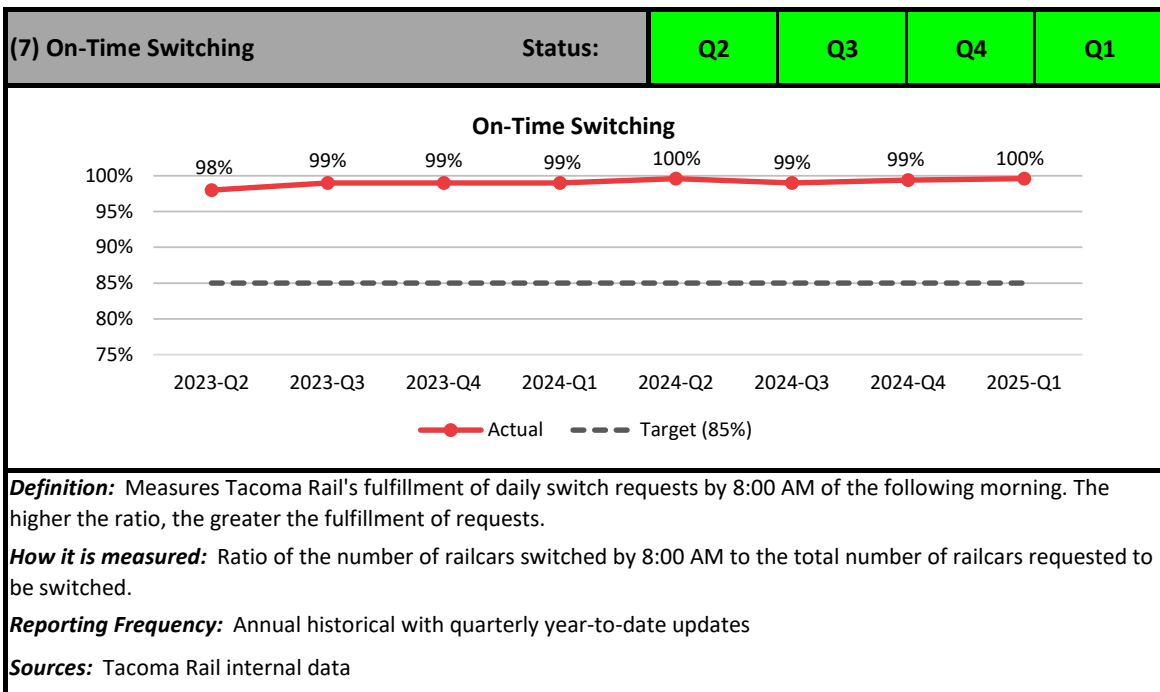 (7) On-Time Switching Status: Q2 Q3 Q4 Q1
On-Time Switching
98% 99% 99% 99% 100% 99% 99% 100%
100%
95%
90%
85%
80%
75%
2023-Q2 2023-Q3 2023-Q4 2024-Q1 2024-Q2 2024-Q3 2024-Q4 2025-Q1
Actual Target (85%)
Definition: Measures Tacoma Rail's fulfillment of daily switch requests by 8:00 AM of the following morning. The
higher the ratio, the greater the fulfillment of requests.
How it is measured: Ratio of the number of railcars switched by 8:00 AM to the total number of railcars requested to
be switched.
Reporting Frequency: Annual historical with quarterly year-to-date updates
Sources: Tacoma Rail internal data